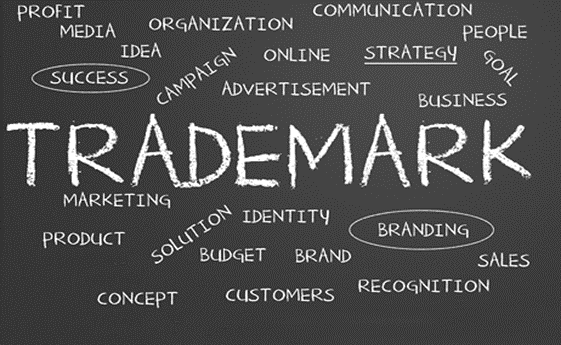 PROFIT
ORGANIZATION
COMMUNICATION
MEDIA
PEOPLE
IDEA
ONLINE
STRATEGY
GOAL
SUCCESS
CAMPAIGN
ADVERTISEMENT
BUSINESS
TRADEMARK
MARKETING
IDENTITY
BRANDING
PRODUCT
SOLUTION
BUDGET
BRAND
SALES
CONCEPT
CUSTOMERS
RECOGNITION